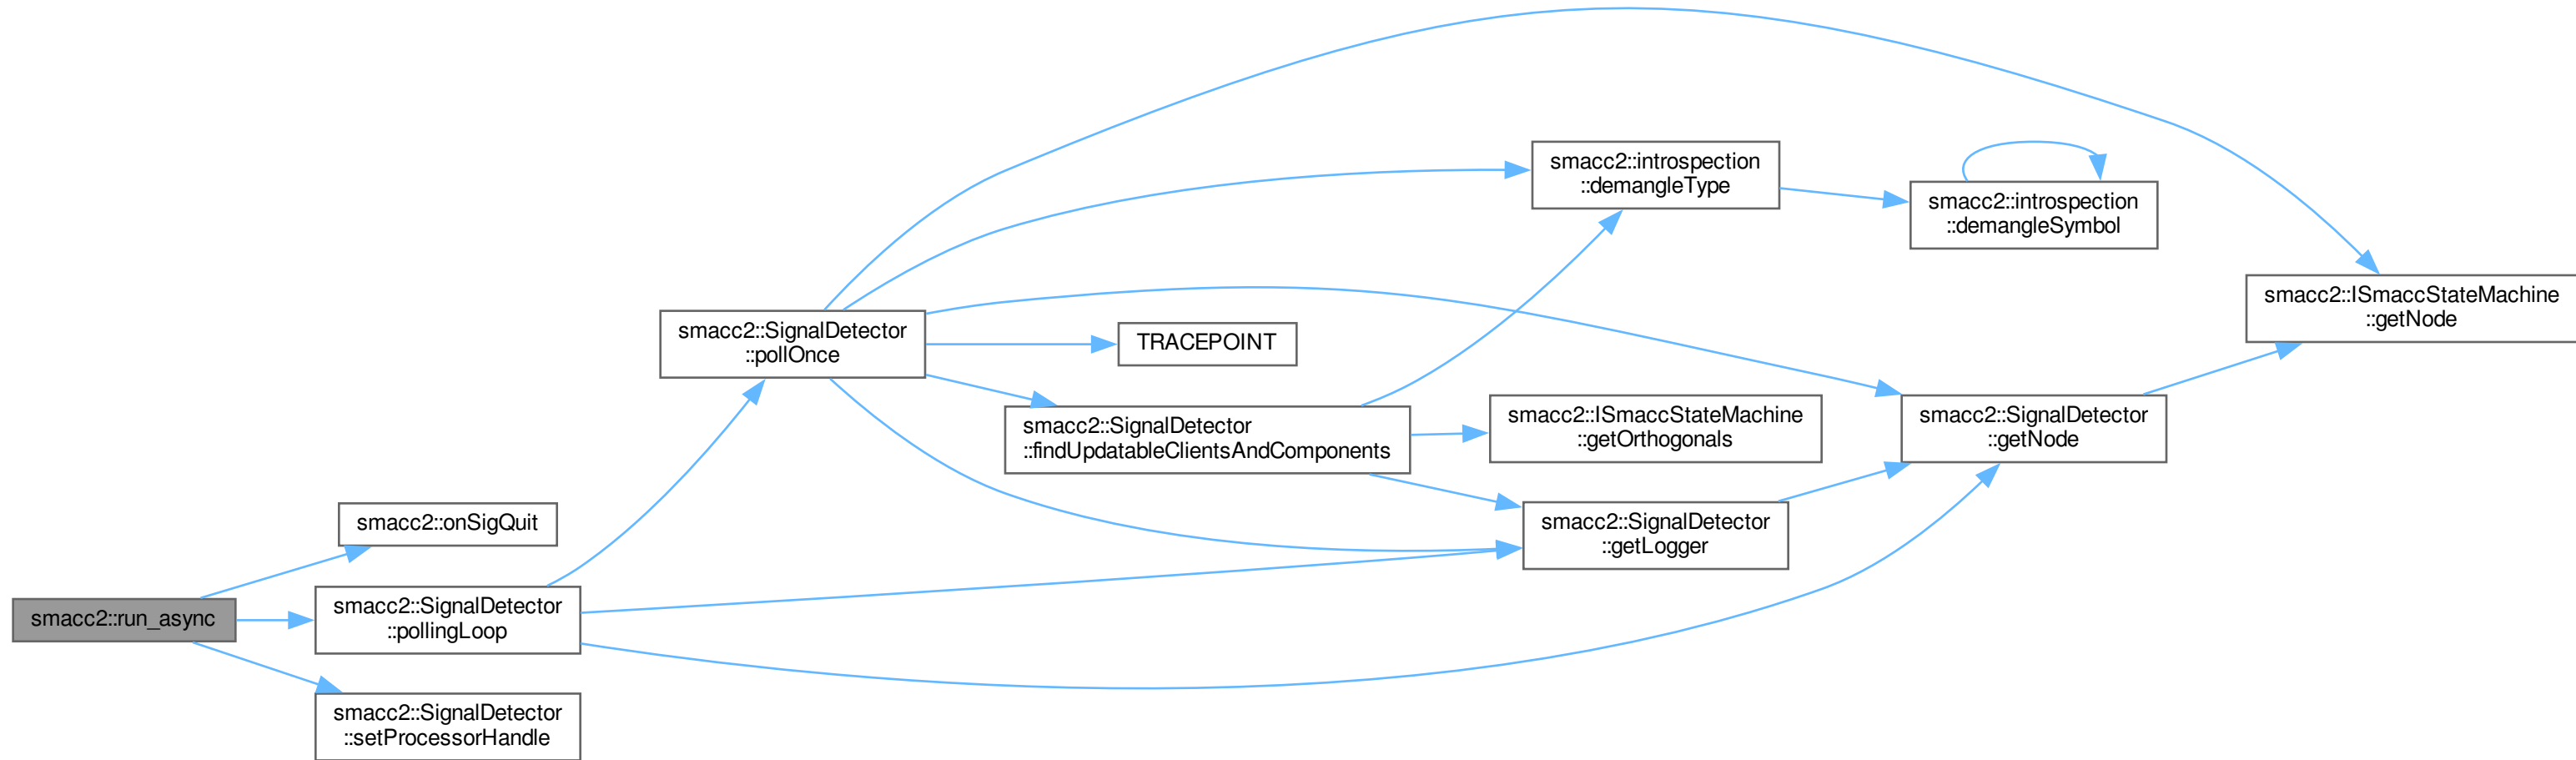 smacc2::run_async
smacc2::onSigQuit
smacc2::SignalDetector
::pollingLoop
smacc2::SignalDetector
::setProcessorHandle
smacc2::SignalDetector
::pollOnce
TRACEPOINT
smacc2::SignalDetector
::findUpdatableClientsAndComponents
smacc2::introspection
::demangleType
smacc2::ISmaccStateMachine
::getOrthogonals
smacc2::SignalDetector
::getLogger
smacc2::introspection
::demangleSymbol
smacc2::SignalDetector
::getNode
smacc2::ISmaccStateMachine
::getNode